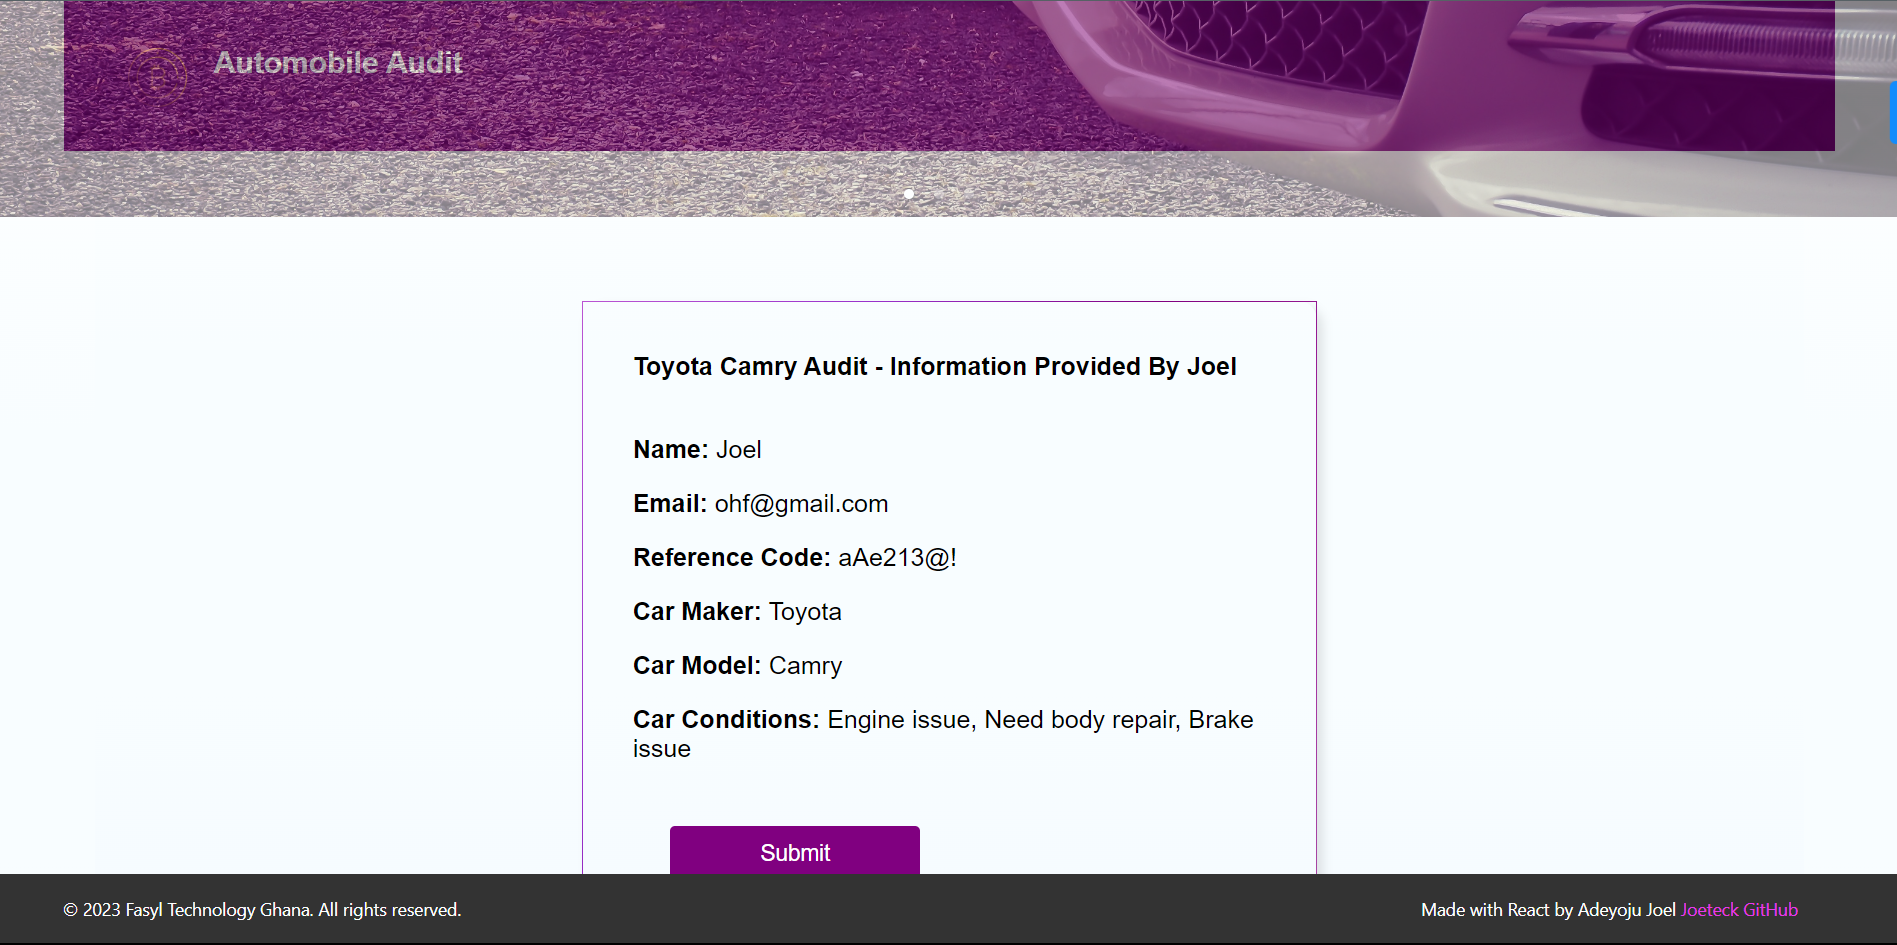 Automobile Audit
Toyota Camry Audit - Information Provided By Joel
Name: Joel
Email: ohf@gmail.com
Reference Code: aAe213@!
Car Maker: Toyota
Car Model: Camry
Car Conditions: Engine issue, Need body repair, Brake
issue
Submit
© 2023 Fasyl Technology Ghana. All rights reserved.
Made with React by Adeyoju Joel Joeteck GitHub